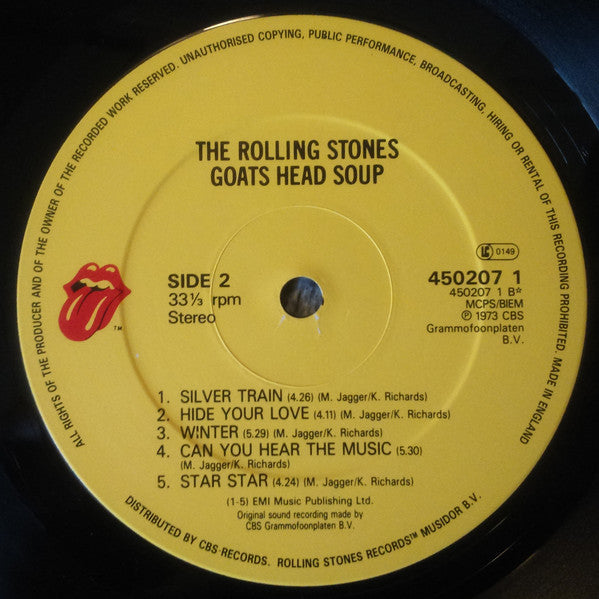 ALL RIGHTS OF THE PRODUCER AND OF THE OWNER OF THE RECORDED WORK RESERVED. UNAUTHORISED COPYING, PUBLIC PERFORMANCE, BROADCASTING, HIRING OR RENTAL OF THIS RECORDING PROHIBITED. MADE IN ENGLAND
THE ROLLING STONES
GOATS HEAD SOUP
LC 0149
SIDE 2
33⅓ rpm
Stereo
TM
450207 1
450207 1 B*
MCPS/BIEM
℗ 1973 CBS
Grammofoonplaten
B.V.
1. SILVER TRAIN (4.26) (M. Jagger/K. Richards)
2. HIDE YOUR LOVE (4.11) (M. Jagger/K. Richards)
3. WINTER (5.29) (M. Jagger/K. Richards)
4. CAN YOU HEAR THE MUSIC (5.30)
(M. Jagger/K. Richards)
5. STAR STAR (4.24) (M. Jagger/K. Richards)
(1-5) EMI Music Publishing Ltd.
Original sound recording made by
CBS Grammofoonplaten B.V.
DISTRIBUTED BY CBS RECORDS. ROLLING STONES RECORDS™ MUSIDOR B.V.